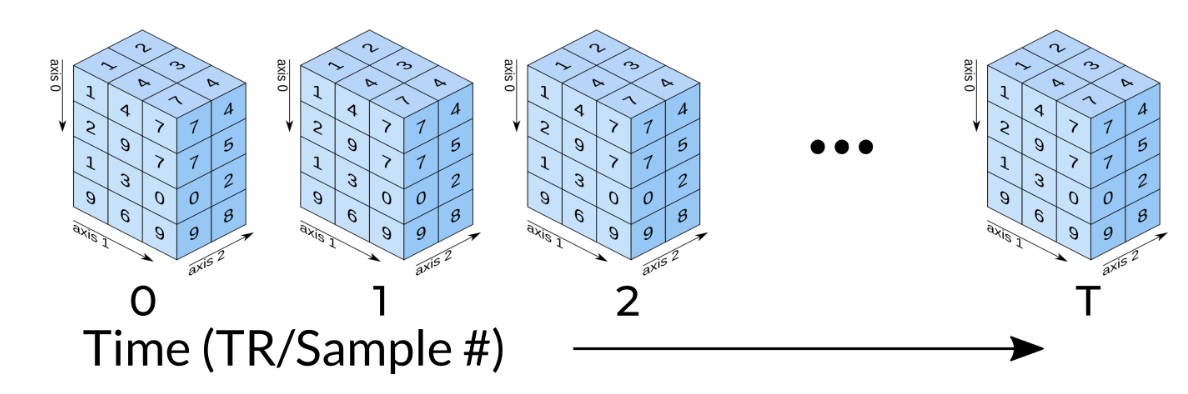 2 2 2 2
1 3 1 3 1 3 1 3
axis 0 axis 0 axis 0 axis 0
4 4 4 4 4 4 4 4
1 7 1 7 1 7 1 7
4 7 7 4 4 7 7 4 4 7 7 4 4 7 7 4
2 9 7 7 5 2 9 7 7 5 2 9 7 7 5 2 9 7 7 5
1 3 0 0 2 1 3 0 0 2 1 3 0 0 2 1 3 0 0 2
9 6 9 9 8 9 6 9 9 8 9 6 9 9 8 9 6 9 9 8
axis 1 axis 2 axis 1 axis 2 axis 1 axis 2 axis 1 axis 2
0 1 2 T
Time (TR/Sample #)